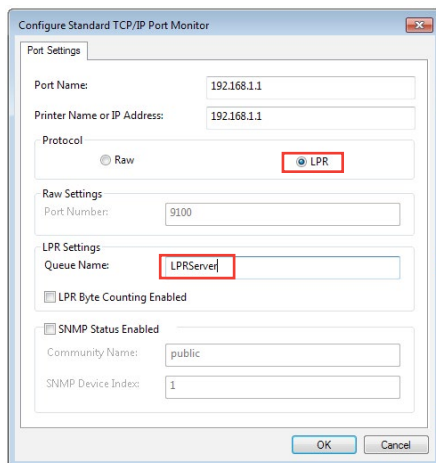 Configure Standard TCP/IP Port Monitor
Port Settings
Port Name: 192.168.1.1
Printer Name or IP Address: 192.168.1.1
Protocol
Raw LPR
Raw Settings
Port Number: 9100
LPR Settings
Queue Name: LPRServer
LPR Byte Counting Enabled
SNMP Status Enabled
Community Name: public
SNMP Device Index: 1
OK Cancel